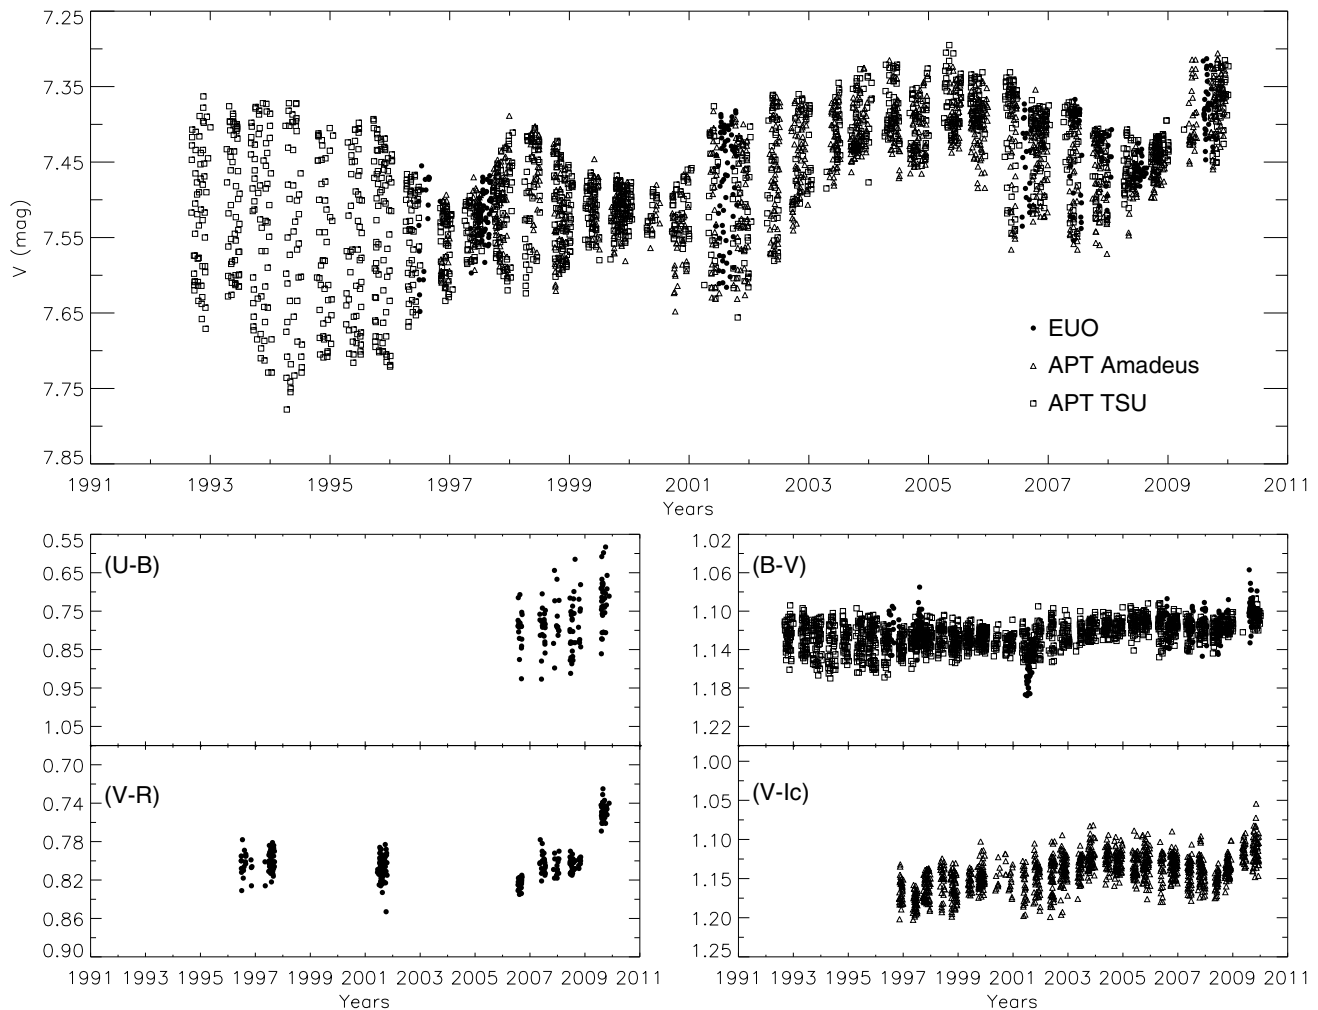 7.25
7.35
7.45
7.55
7.65
7.75
7.85
V (mag)
EUO
APT Amadeus
APT TSU
1991 1993 1995 1997 1999 2001 2003 2005 2007 2009 2011
Years
(U-B)
0.55
0.65
0.75
0.85
0.95
1.05
(B-V)
1.02
1.06
1.10
1.14
1.18
1.22
(V-R)
0.70
0.74
0.78
0.82
0.86
0.90
1991 1993 1995 1997 1999 2001 2003 2005 2007 2009 2011
Years
(V-Ic)
1.00
1.05
1.10
1.15
1.20
1.25
1991 1993 1995 1997 1999 2001 2003 2005 2007 2009 2011
Years